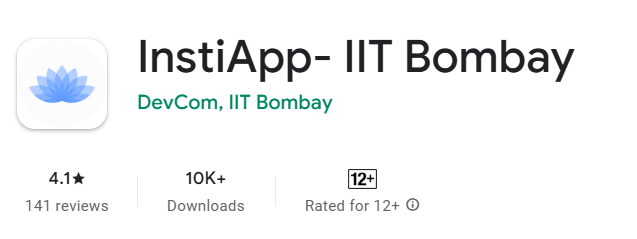 InstiApp- IIT Bombay
DevCom, IIT Bombay
4.1★ 10K+ 12+
141 reviews Downloads Rated for 12+